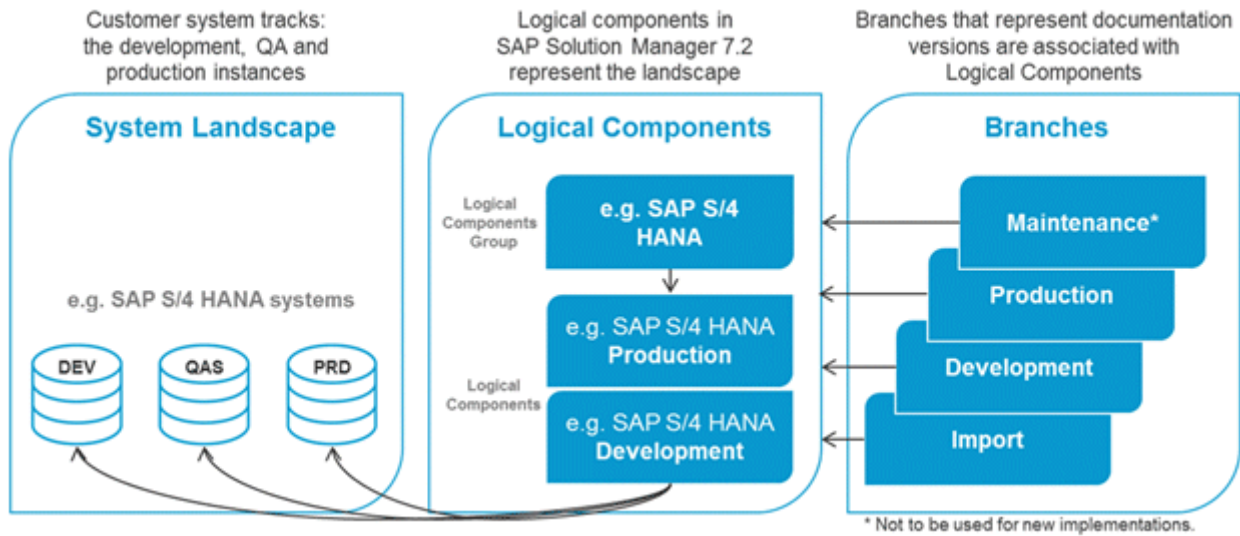 Customer system tracks:
the development, QA and
production instances
System Landscape
e.g. SAP S/4 HANA systems
DEV
QAS
PRD
Logical components in
SAP Solution Manager 7.2
represent the landscape
Logical Components
Logical
Components
Group
e.g. SAP S/4
HANA
e.g. SAP S/4 HANA
Production
Logical
Components
e.g. SAP S/4 HANA
Development
Branches that represent documentation
versions are associated with
Logical Components
Branches
Maintenance*
Production
Development
Import
* Not to be used for new implementations.